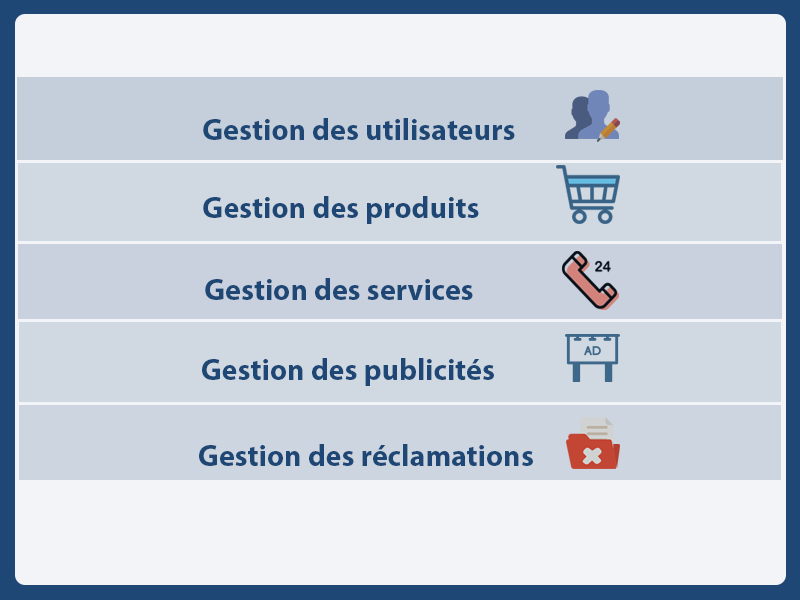 Gestion des utilisateurs
Gestion des produits
Gestion des services
24
Gestion des publicités
AD
Gestion des réclamations